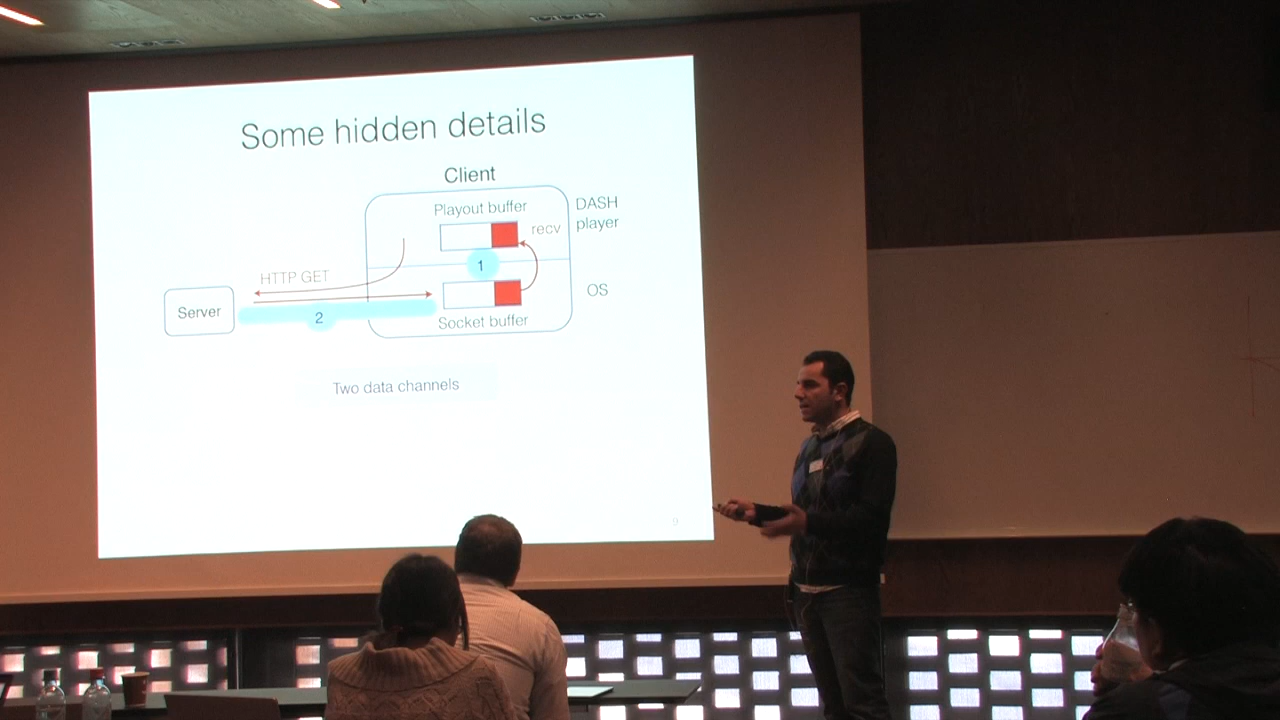 Some hidden details
Client
Playout buffer
DASH
player
recv
1
HTTP GET
OS
Server
2
Socket buffer
Two data channels
9